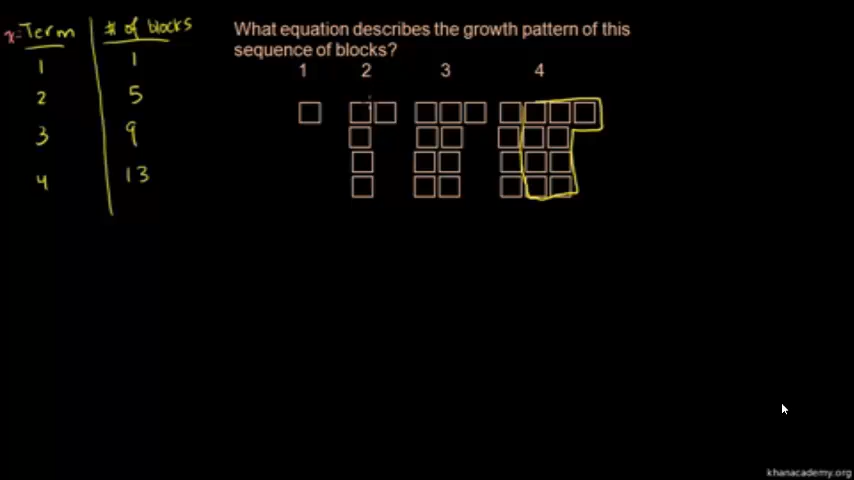 x=Term # of blocks
1 1
2 5
3 9
4 13
What equation describes the growth pattern of this
sequence of blocks?
1 2 3 4
khanacademy.org